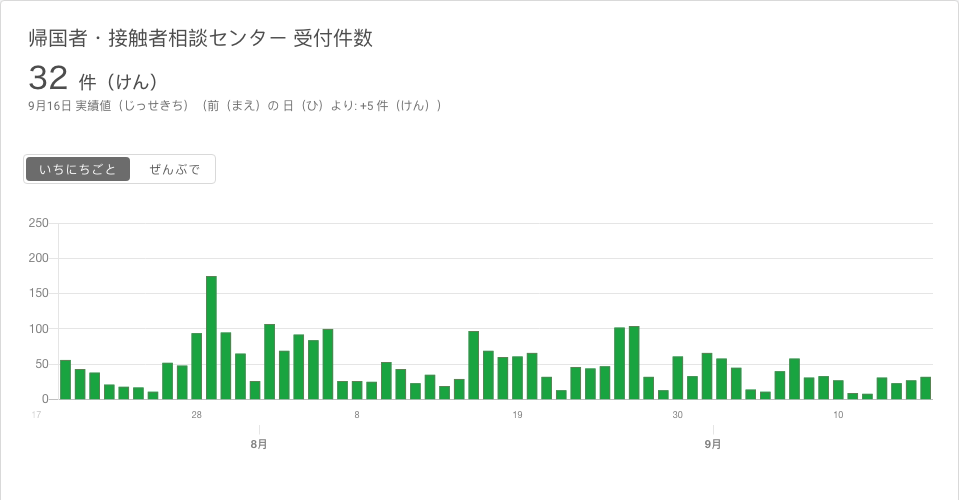 帰国者・接触者相談センター 受付件数
32 件（けん）
9月16日 実績値（じっせきち）（前（まえ）の 日（ひ）より: +5 件（けん））
いちにちごと ぜんぶで
250
200
150
100
50
0
17 28 8 19 30 10
8月 9月